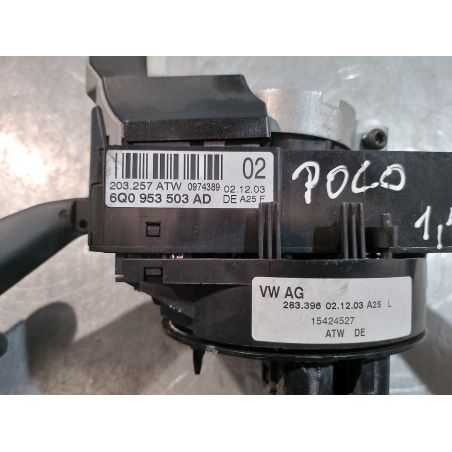 02
203.257 ATW 0974389 02.12.03
6Q0 953 503 AD DE A25 F
POLO
1,
VW AG
283.396 02.12.03 A25 L
15424527
ATW DE